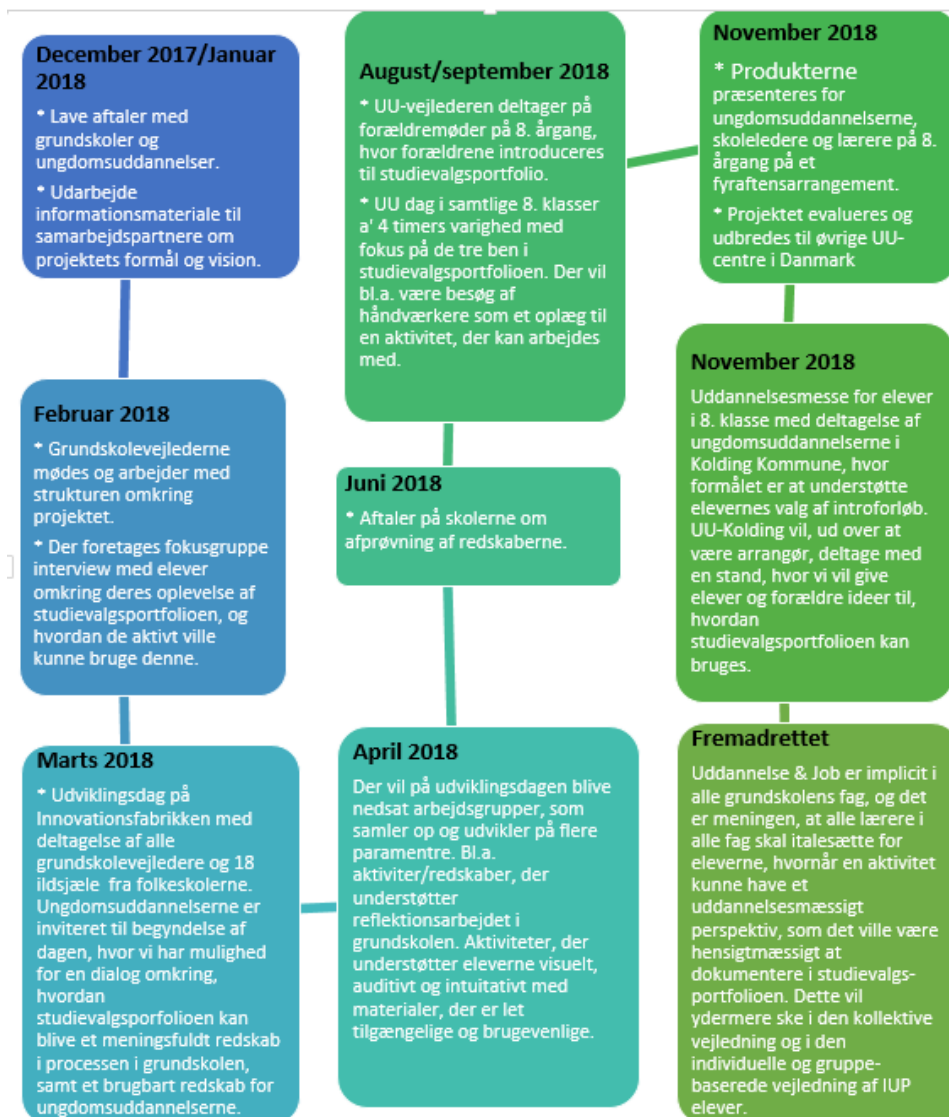 December 2017/Januar
2018
* Lave aftaler med
grundskoler og
ungdomsuddannelser.
* Udarbejde
informationsmateriale til
samarbejdspartnere om
projektets formål og vision.
Februar 2018
* Grundskolevejlederne
mødes og arbejder med
strukturen omkring
projektet.
* Der foretages fokusgruppe
interview med elever
omkring deres oplevelse af
studievalgsportfolioen, og
hvordan de aktivt ville
kunne bruge denne.
Marts 2018
* Udviklingsdag på
Innovationsfabrikken med
deltagelse af alle
grundskolevejledere og 18
ildsjæle fra folkeskolerne.
Ungdomsuddannelserne er
inviteret til begyndelse af
dagen, hvor vi har mulighed
for en dialog omkring,
hvordan
studievalgsporfolioen kan
blive et meningsfuldt redskab
i processen i grundskolen,
samt et brugbart redskab for
ungdomsuddannelserne.
April 2018
Der vil på udviklingsdagen blive
nedsat arbejdsgrupper, som
samler op og udvikler på flere
paramentre. Bl.a.
aktiviter/redskaber, der
understøtter
reflektionsarbejdet i
grundskolen. Aktiviteter, der
understøtter eleverne visuelt,
auditivt og intuitativt med
materialer, der er let
tilgængelige og brugevenlige.
Juni 2018
* Aftaler på skolerne om
afprøvning af redskaberne.
August/september 2018
* UU-vejlederen deltager på
forældremøder på 8. årgang,
hvor forældrene introduceres
til studievalgsportfolio.
* UU dag i samtlige 8. klasser
a' 4 timers varighed med
fokus på de tre ben i
studievalgsportfolioen. Der vil
bl.a. være besøg af
håndværkere som et oplæg til
en aktivitet, der kan arbejdes
med.
November 2018
* Produkterne
præsenteres for
ungdomsuddannelserne,
skoleledere og lærere på 8.
årgang på et
fyraftensarrangement.
* Projektet evalueres og
udbredes til øvrige UU-
centre i Danmark
November 2018
Uddannelsesmesse for elever
i 8. klasse med deltagelse af
ungdomsuddannelserne i
Kolding Kommune, hvor
formålet er at understøtte
elevernes valg af introforløb.
UU-Kolding vil, ud over at
være arrangør, deltage med
en stand, hvor vi vil give
elever og forældre ideer til,
hvordan
studievalgsportfolioen kan
bruges.
Fremadrettet
Uddannelse & Job er implicit i
alle grundskolens fag, og det
er meningen, at alle lærere i
alle fag skal italesætte for
eleverne, hvornår en aktivitet
kunne have et
uddannelsesmæssigt
perspektiv, som det ville være
hensigtmæssigt at
dokumentere i studievalgs-
portfolioen. Dette vil
ydermere ske i den kollektive
vejledning og i den
individuelle og gruppe-
baserede vejledning af IUP
elever.